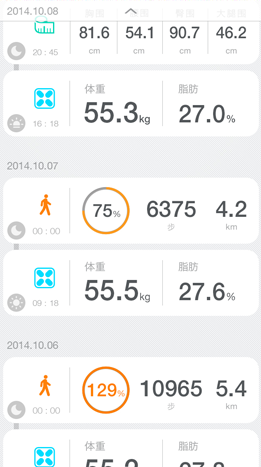 2014.10.08
胸围 腰围 臀围 大腿围
81.6 54.1 90.7 46.2
20 : 45 cm cm cm cm
体重 脂肪
55.3kg 27.0%
16 : 18
2014.10.07
75% 6375 4.2
00 : 00 步 km
体重 脂肪
55.5kg 27.6%
09 : 18
2014.10.06
129% 10965 5.4
00 : 00 步 km
体重 脂肪